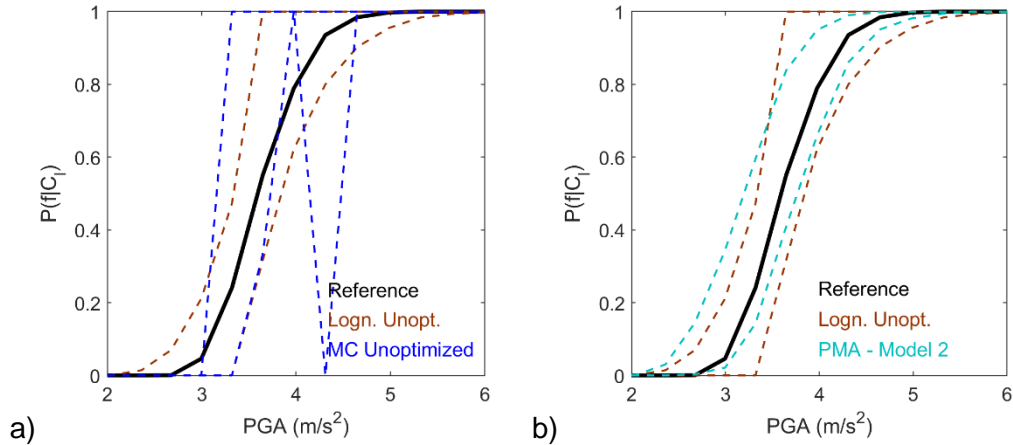 1
0.8
0.6
0.4
0.2
0
P(f|C_l)
2 3 4 5 6
PGA (m/s²)
Reference
Logn. Unopt.
MC Unoptimized
a)
1
0.8
0.6
0.4
0.2
0
P(f|C_l)
2 3 4 5 6
PGA (m/s²)
Reference
Logn. Unopt.
PMA - Model 2
b)